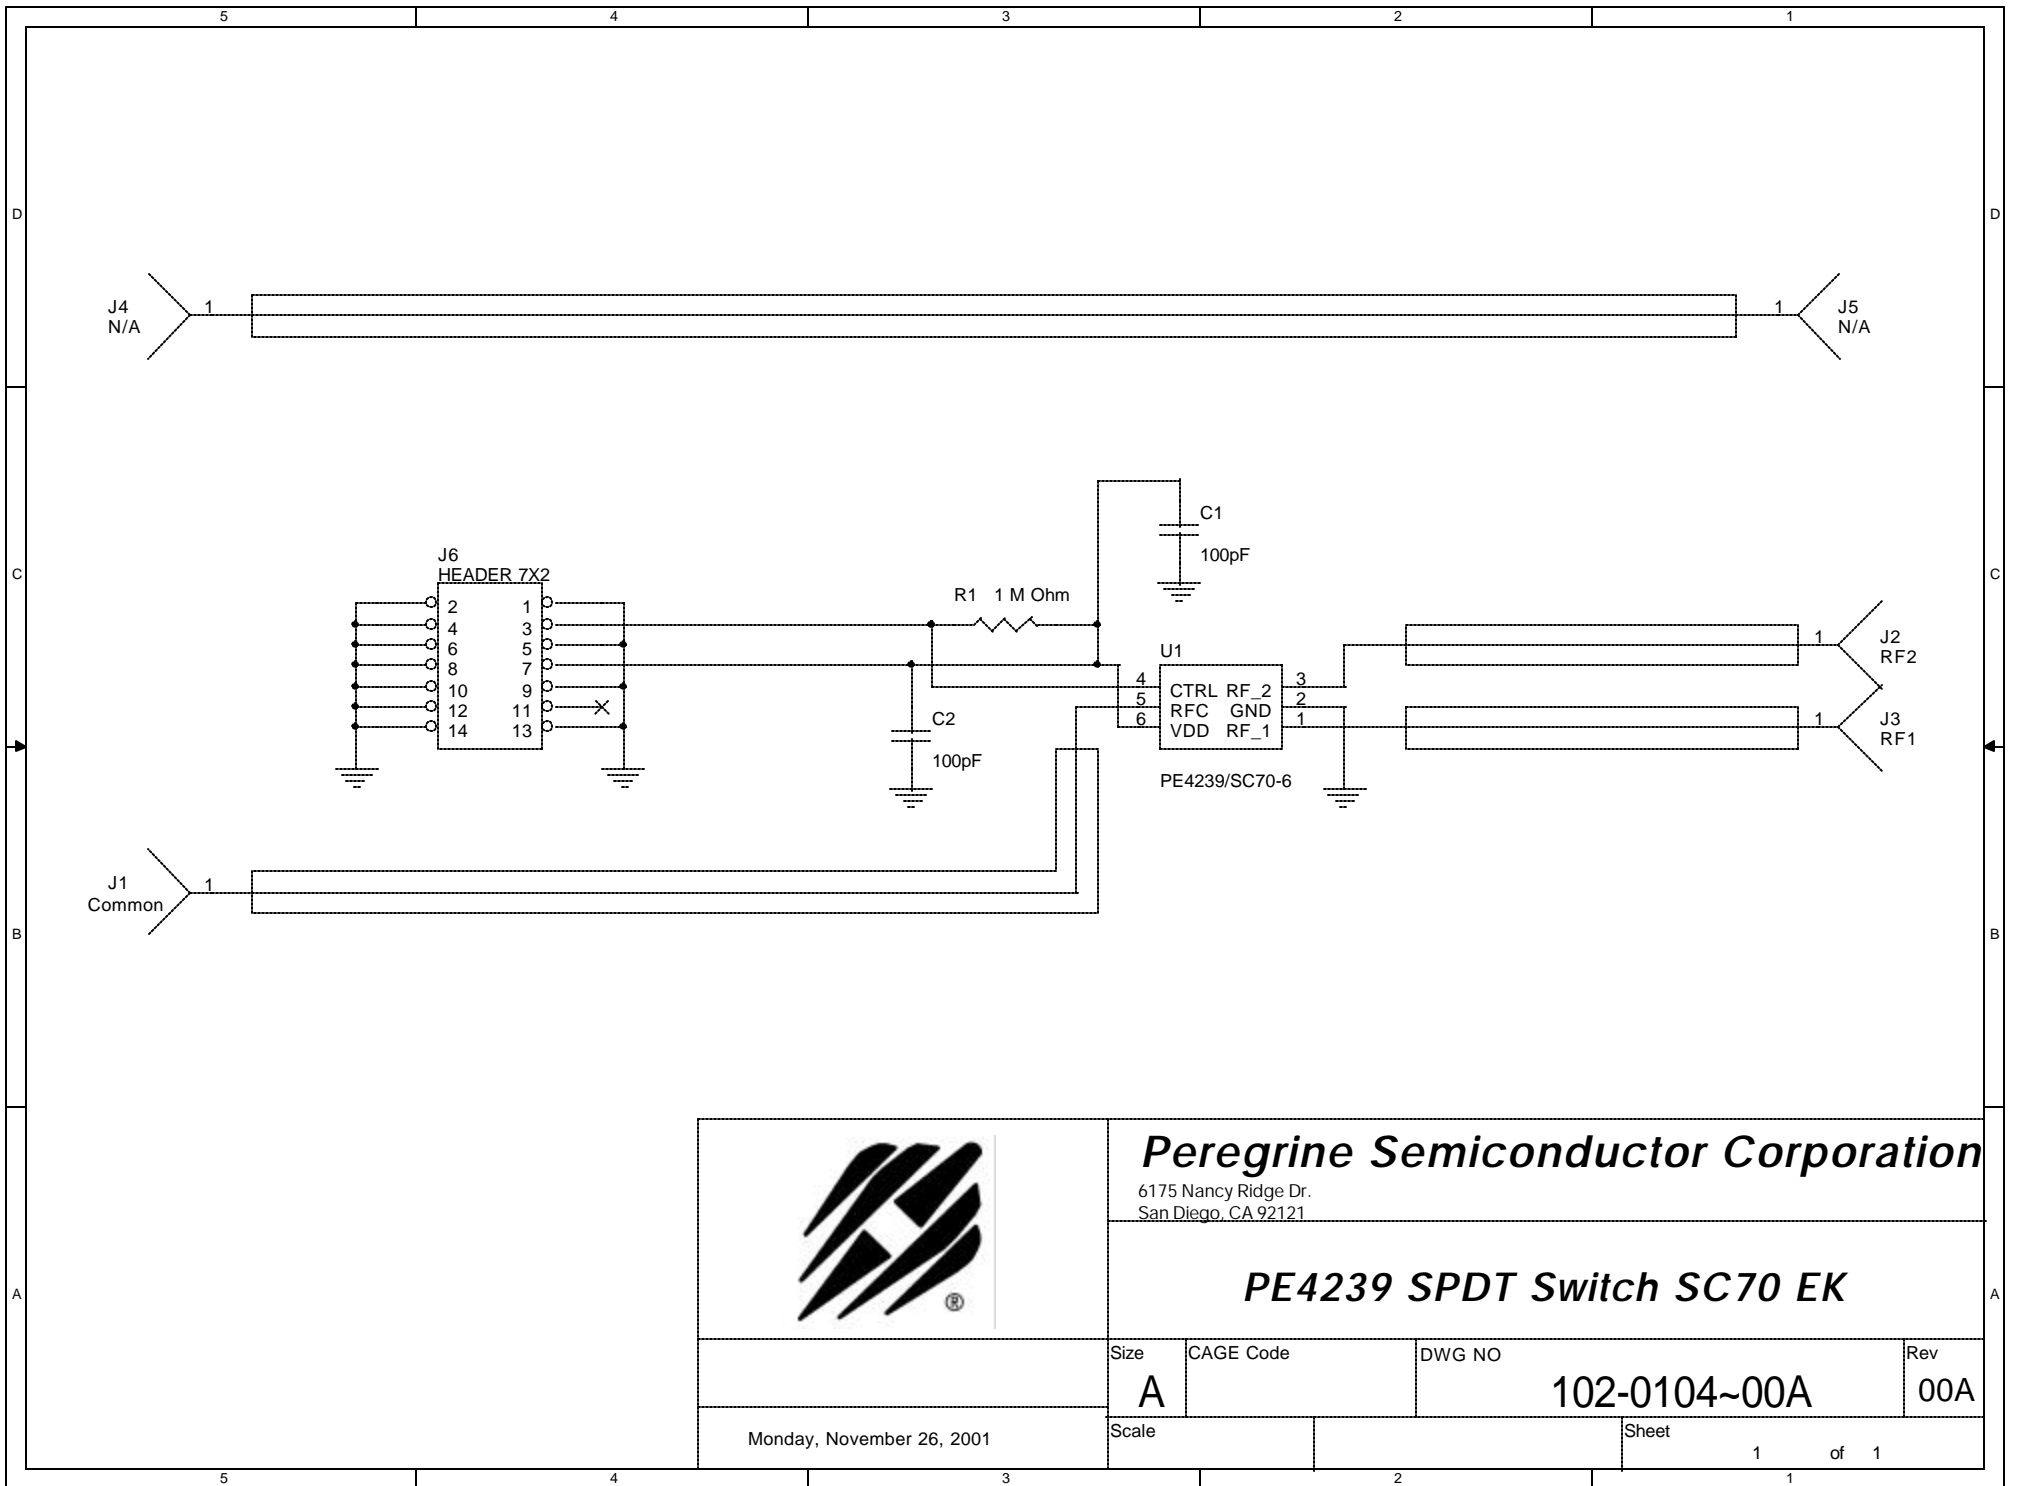 5 4 3 2 1
D D
J4
N/A
1
1
J5
N/A
C1
100pF
C C
J6
HEADER 7X2
R1 1 M Ohm
2 1
4 3
6 5
8 7
10 9
12 11
14 13
C2
100pF
U1
4 CTRL RF_2 3
5 RFC GND 2
6 VDD RF_1 1
PE4239/SC70-6
1
J2
RF2
1
J3
RF1
J1
Common
1
B B
Peregrine Semiconductor Corporation
6175 Nancy Ridge Dr.
San Diego, CA 92121
®
PE4239 SPDT Switch SC70 EK
A A
Size
A
CAGE Code
DWG NO
102-0104~00A
Rev
00A
Monday, November 26, 2001
Scale
Sheet
1 of 1
5 4 3 2 1